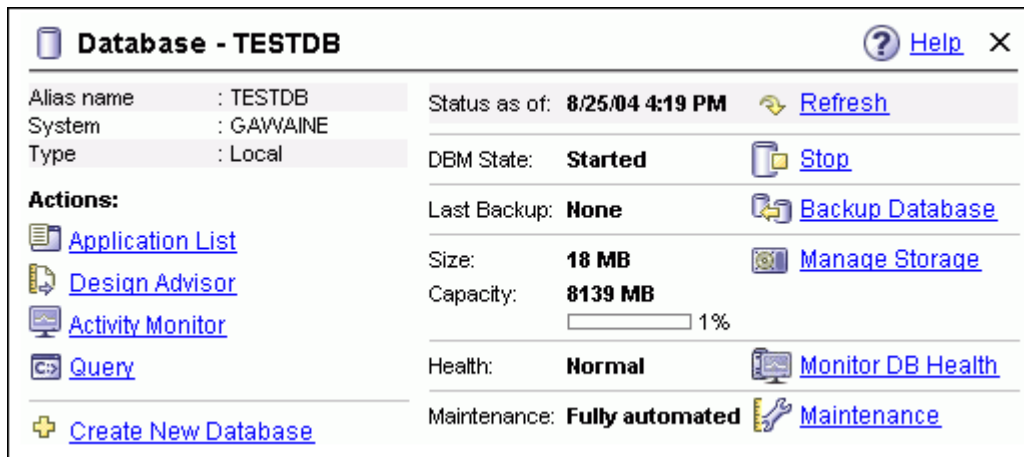 Database - TESTDB
Help
Alias name : TESTDB
System : GAWAINE
Type : Local
Actions:
Application List
Design Advisor
Activity Monitor
Query
Create New Database
Status as of: 8/25/04 4:19 PM Refresh
DBM State: Started Stop
Last Backup: None Backup Database
Size: 18 MB Manage Storage
Capacity: 8139 MB
1%
Health: Normal Monitor DB Health
Maintenance: Fully automated Maintenance